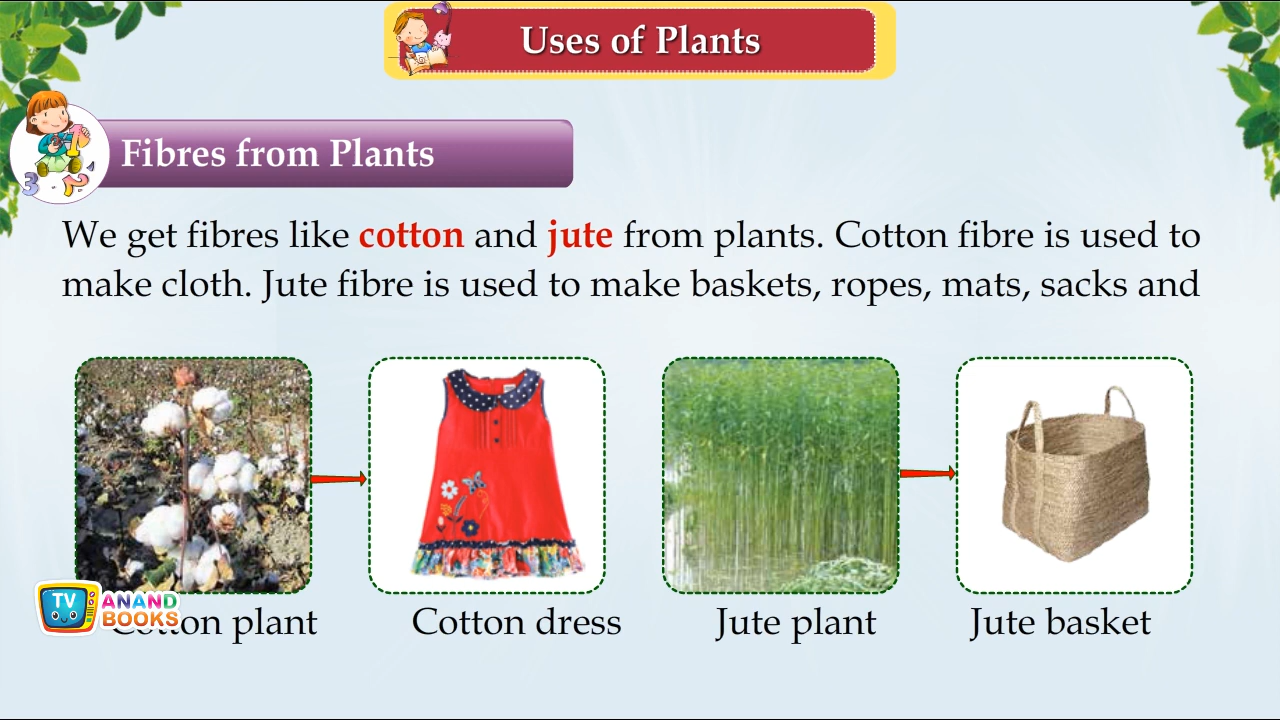 Uses of Plants
Fibres from Plants
We get fibres like cotton and jute from plants. Cotton fibre is used to
make cloth. Jute fibre is used to make baskets, ropes, mats, sacks and
Cotton plant
Cotton dress
Jute plant
Jute basket
TV
ANAND
BOOKS